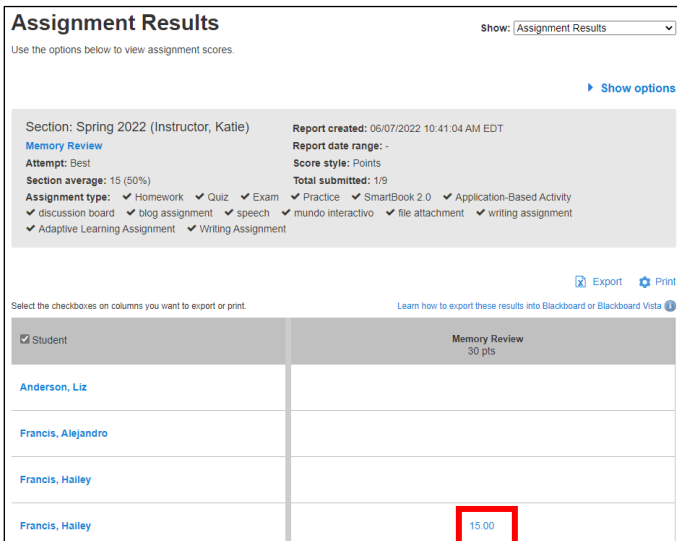 Assignment Results
Show: Assignment Results
Use the options below to view assignment scores.
Show options
Section: Spring 2022 (Instructor, Katie)
Report created: 06/07/2022 10:41:04 AM EDT
Memory Review
Report date range: -
Attempt: Best
Score style: Points
Section average: 15 (50%)
Total submitted: 1/9
Assignment type: ✔ Homework ✔ Quiz ✔ Exam ✔ Practice ✔ SmartBook 2.0 ✔ Application-Based Activity
✔ discussion board ✔ blog assignment ✔ speech ✔ mundo interactivo ✔ file attachment ✔ writing assignment
✔ Adaptive Learning Assignment ✔ Writing Assignment
Export Print
Select the checkboxes on columns you want to export or print.
Learn how to export these results into Blackboard or Blackboard Vista
Student
Memory Review
30 pts
Anderson, Liz
Francis, Alejandro
Francis, Hailey
Francis, Hailey
15.00